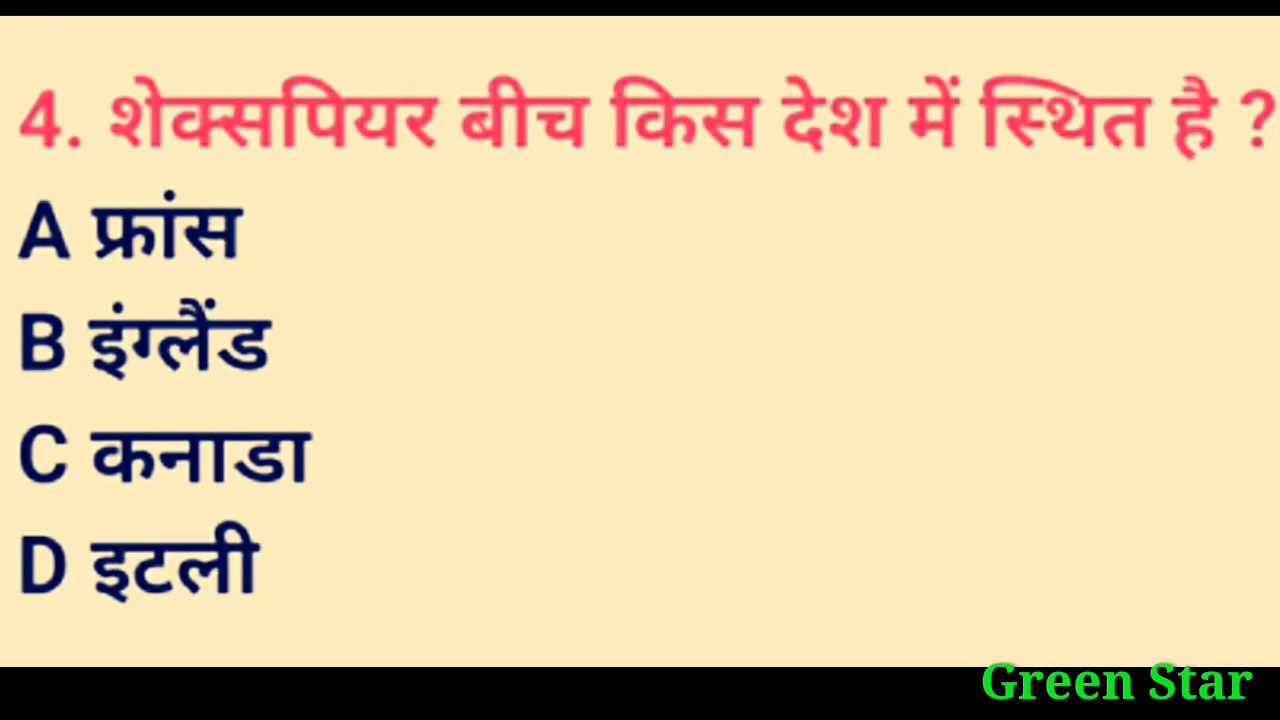 4. शेक्सपियर बीच किस देश में स्थित है ?
A फ्रांस
B इंग्लैंड
C कनाडा
D इटली
Green Star